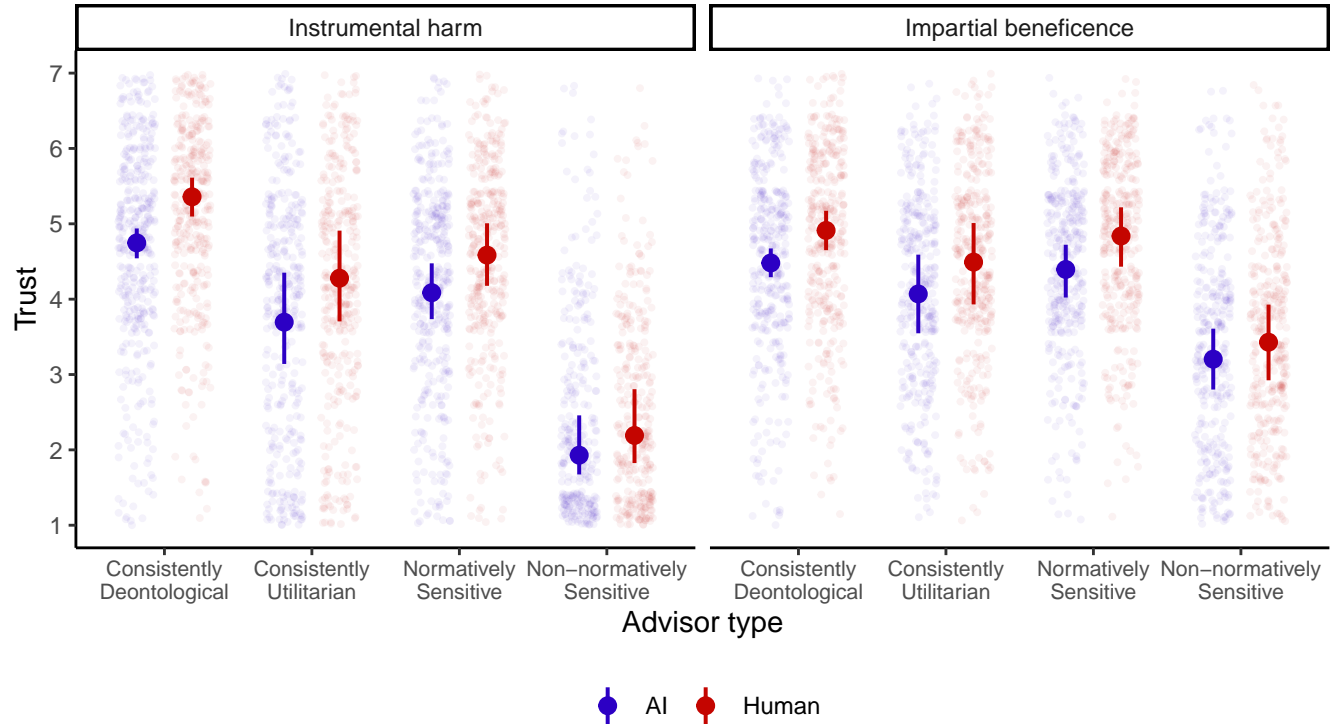 Instrumental harm
Impartial beneficence
7
6
5
4
3
2
1
Trust
Consistently
Deontological
Consistently
Utilitarian
Normatively
Sensitive
Non−normatively
Sensitive
Consistently
Deontological
Consistently
Utilitarian
Normatively
Sensitive
Non−normatively
Sensitive
Advisor type
AI
Human